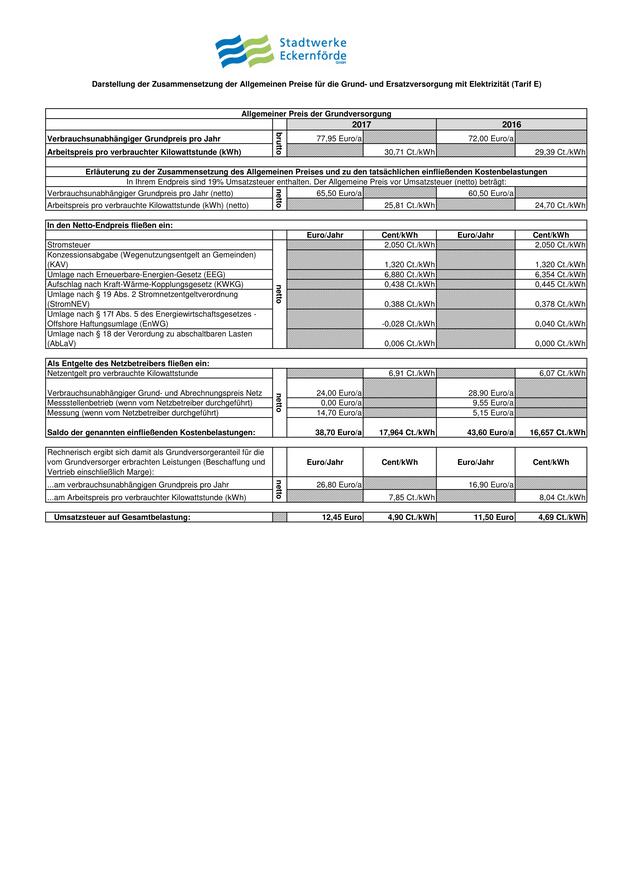 Stadtwerke
Eckernförde
GmbH
Darstellung der Zusammensetzung der Allgemeinen Preise für die Grund- und Ersatzversorgung mit Elektrizität (Tarif E)
Allgemeiner Preis der Grundversorgung
2017 2016
Verbrauchsunabhängiger Grundpreis pro Jahr brutto 77,95 Euro/a 72,00 Euro/a
Arbeitspreis pro verbrauchter Kilowattstunde (kWh) 30,71 Ct./kWh 29,39 Ct./kWh
Erläuterung zu der Zusammensetzung des Allgemeinen Preises und zu den tatsächlichen einfließenden Kostenbelastungen
In Ihrem Endpreis sind 19% Umsatzsteuer enthalten. Der Allgemeine Preis vor Umsatzsteuer (netto) beträgt:
Verbrauchsunabhängiger Grundpreis pro Jahr (netto) netto 65,50 Euro/a 60,50 Euro/a
Arbeitspreis pro verbrauchte Kilowattstunde (kWh) (netto) 25,81 Ct./kWh 24,70 Ct./kWh
In den Netto-Endpreis fließen ein:
Euro/Jahr Cent/kWh Euro/Jahr Cent/kWh
Stromsteuer 2,050 Ct./kWh 2,050 Ct./kWh
Konzessionsabgabe (Wegenutzungsentgelt an Gemeinden)
(KAV) 1,320 Ct./kWh 1,320 Ct./kWh
Umlage nach Erneuerbare-Energien-Gesetz (EEG) 6,880 Ct./kWh 6,354 Ct./kWh
Aufschlag nach Kraft-Wärme-Kopplungsgesetz (KWKG) netto 0,438 Ct./kWh 0,445 Ct./kWh
Umlage nach § 19 Abs. 2 Stromnetzentgeltverordnung
(StromNEV) 0,388 Ct./kWh 0,378 Ct./kWh
Umlage nach § 17f Abs. 5 des Energiewirtschaftsgesetzes -
Offshore Haftungsumlage (EnWG) -0,028 Ct./kWh 0,040 Ct./kWh
Umlage nach § 18 der Verordung zu abschaltbaren Lasten
(AbLaV) 0,006 Ct./kWh 0,000 Ct./kWh
Als Entgelte des Netzbetreibers fließen ein:
Netzentgelt pro verbrauchte Kilowattstunde 6,91 Ct./kWh 6,07 Ct./kWh
Verbrauchsunabhängiger Grund- und Abrechnungspreis Netz 24,00 Euro/a 28,90 Euro/a
Messstellenbetrieb (wenn vom Netzbetreiber durchgeführt) netto 0,00 Euro/a 9,55 Euro/a
Messung (wenn vom Netzbetreiber durchgeführt) 14,70 Euro/a 5,15 Euro/a
Saldo der genannten einfließenden Kostenbelastungen: 38,70 Euro/a 17,964 Ct./kWh 43,60 Euro/a 16,657 Ct./kWh
Rechnerisch ergibt sich damit als Grundversorgeranteil für die
vom Grundversorger erbrachten Leistungen (Beschaffung und Euro/Jahr Cent/kWh Euro/Jahr Cent/kWh
Vertrieb einschließlich Marge):
...am verbrauchsunabhängigen Grundpreis pro Jahr netto 26,80 Euro/a 16,90 Euro/a
...am Arbeitspreis pro verbrauchter Kilowattstunde (kWh) 7,85 Ct./kWh 8,04 Ct./kWh
Umsatzsteuer auf Gesamtbelastung: 12,45 Euro 4,90 Ct./kWh 11,50 Euro 4,69 Ct./kWh